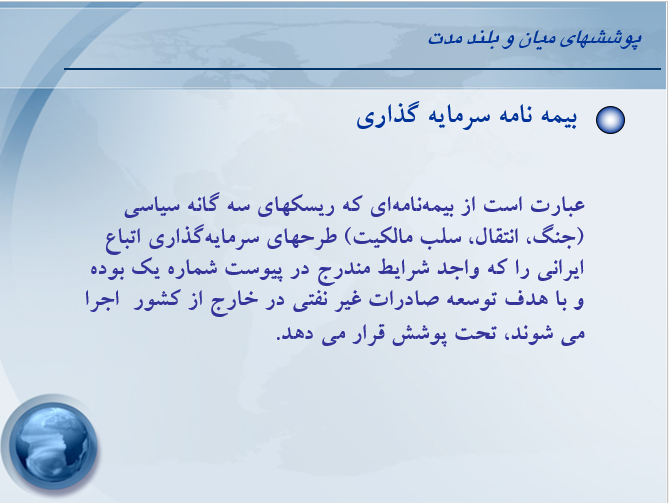 پوششهای میان و بلند مدت
بیمه نامه سرمایه گذاری
عبارت است از بیمه‌نامه‌ای که ریسکهای سه گانه سیاسی
(جنگ، انتقال، سلب مالکیت) طرحهای سرمایه‌گذاری اتباع
ایرانی را که واجد شرایط مندرج در پیوست شماره یک بوده
و با هدف توسعه صادرات غیر نفتی در خارج از کشور اجرا
می شوند، تحت پوشش قرار می دهد.